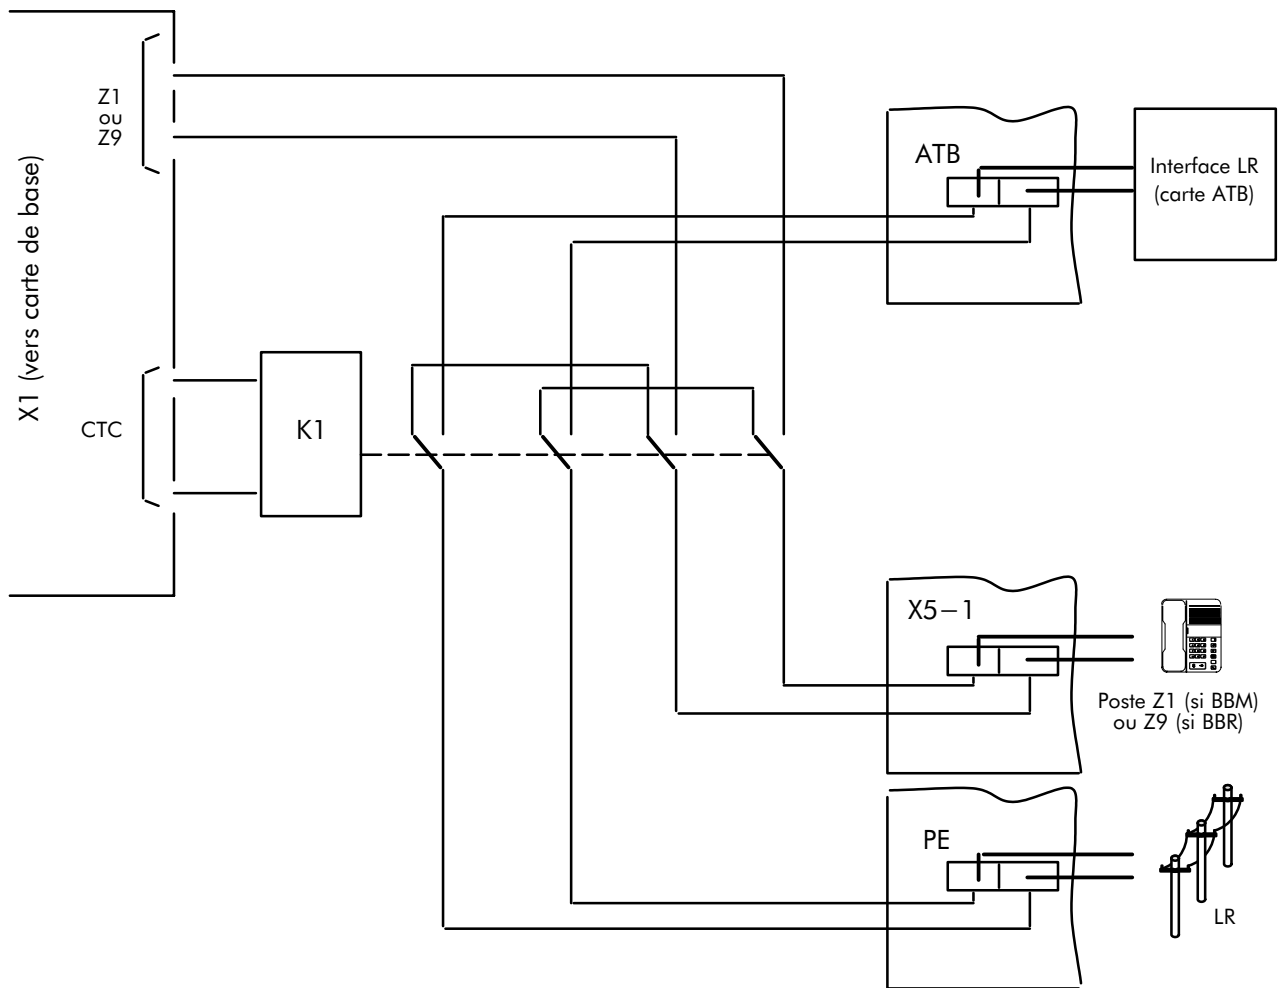 Z1
ou
Z9
X1 (vers carte de base)
CTC
K1
ATB
Interface LR
(carte ATB)
X5−1
Poste Z1 (si BBM)
ou Z9 (si BBR)
PE
LR